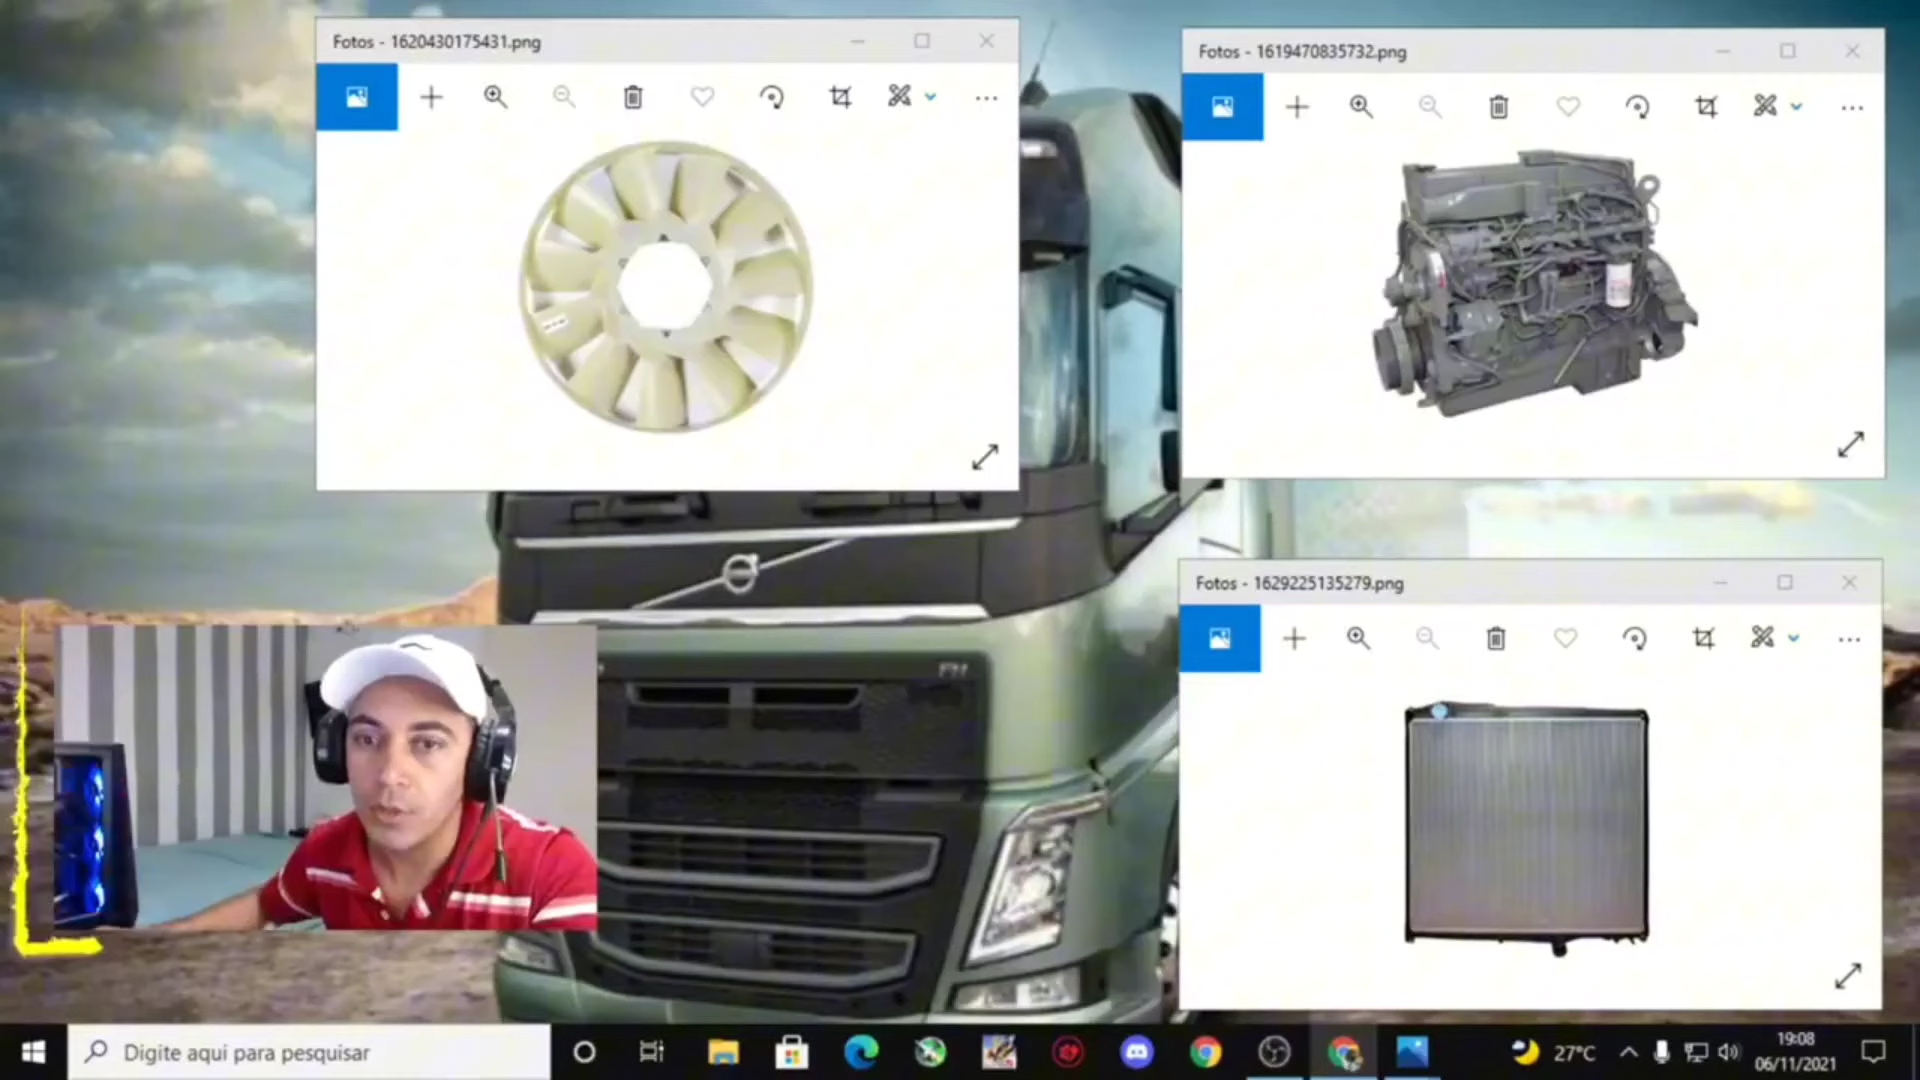 Fotos - 1620430175431.png
Fotos - 1619470835732.png
Fotos - 1629225135279.png
FH
Digite aqui para pesquisar
27°C
19:08
06/11/2021